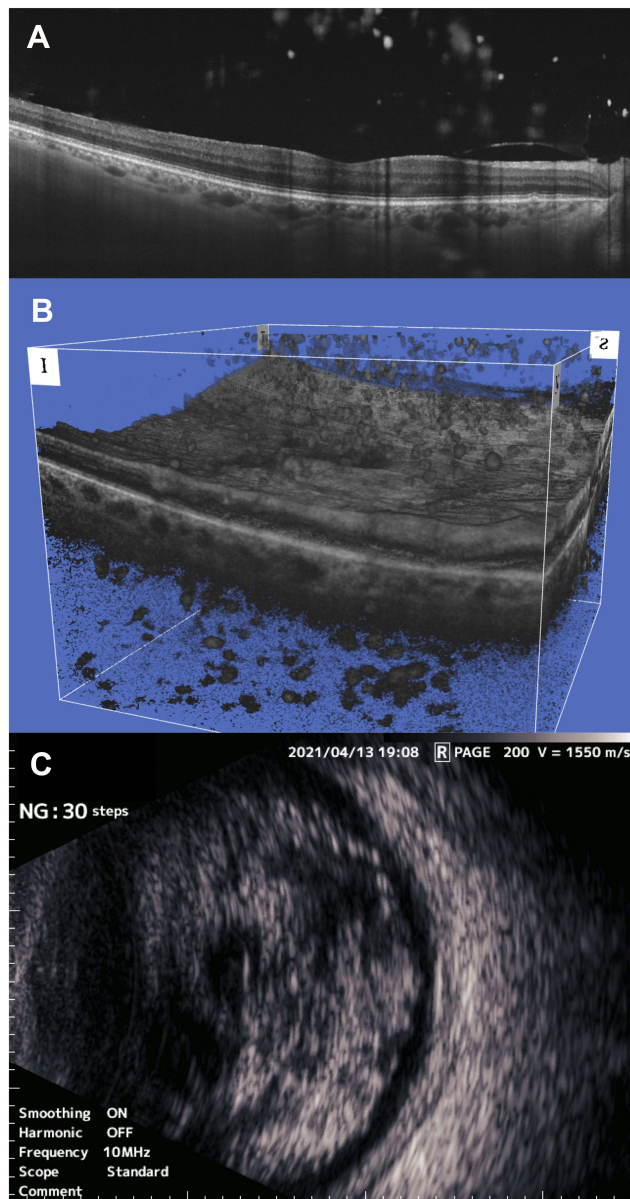 A
B
I
S
C
2021/04/13 19:08 R PAGE 200 V = 1550 m/s
NG:30 steps
Smoothing ON
Harmonic OFF
Frequency 10MHz
Scope Standard
Comment